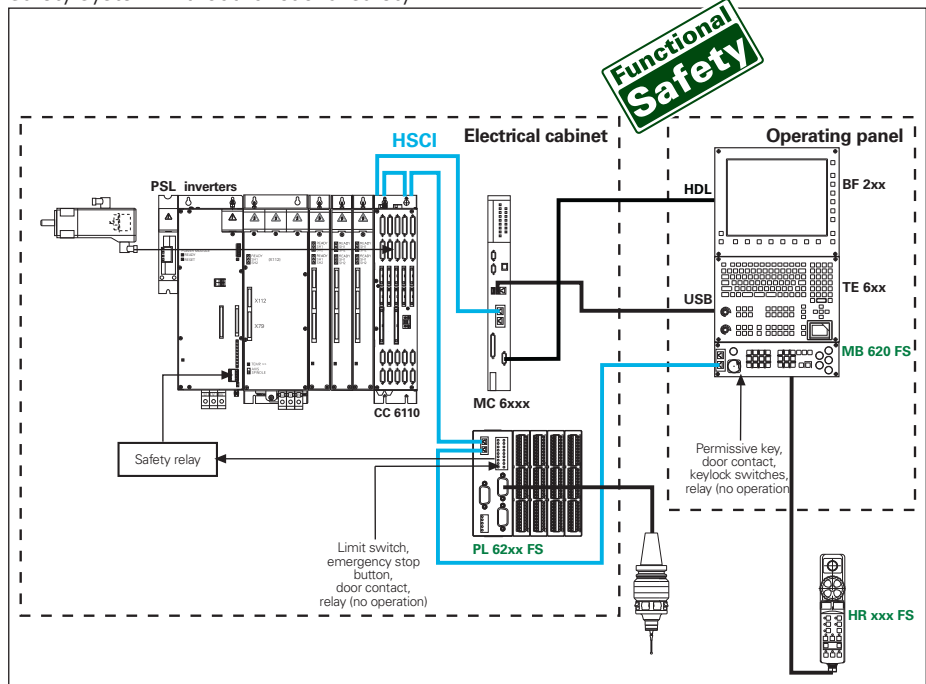 Functional
Safety
Electrical cabinet
Operating panel
HSCI
PSL inverters
HDL
BF 2xx
X112
X79
USB
TE 6xx
MB 620 FS
CC 6110
MC 6xxx
Safety relay
Permissive key,
door contact,
keylock switches,
relay (no operation
PL 62xx FS
Limit switch,
emergency stop
button,
door contact,
relay (no operation)
HR xxx FS